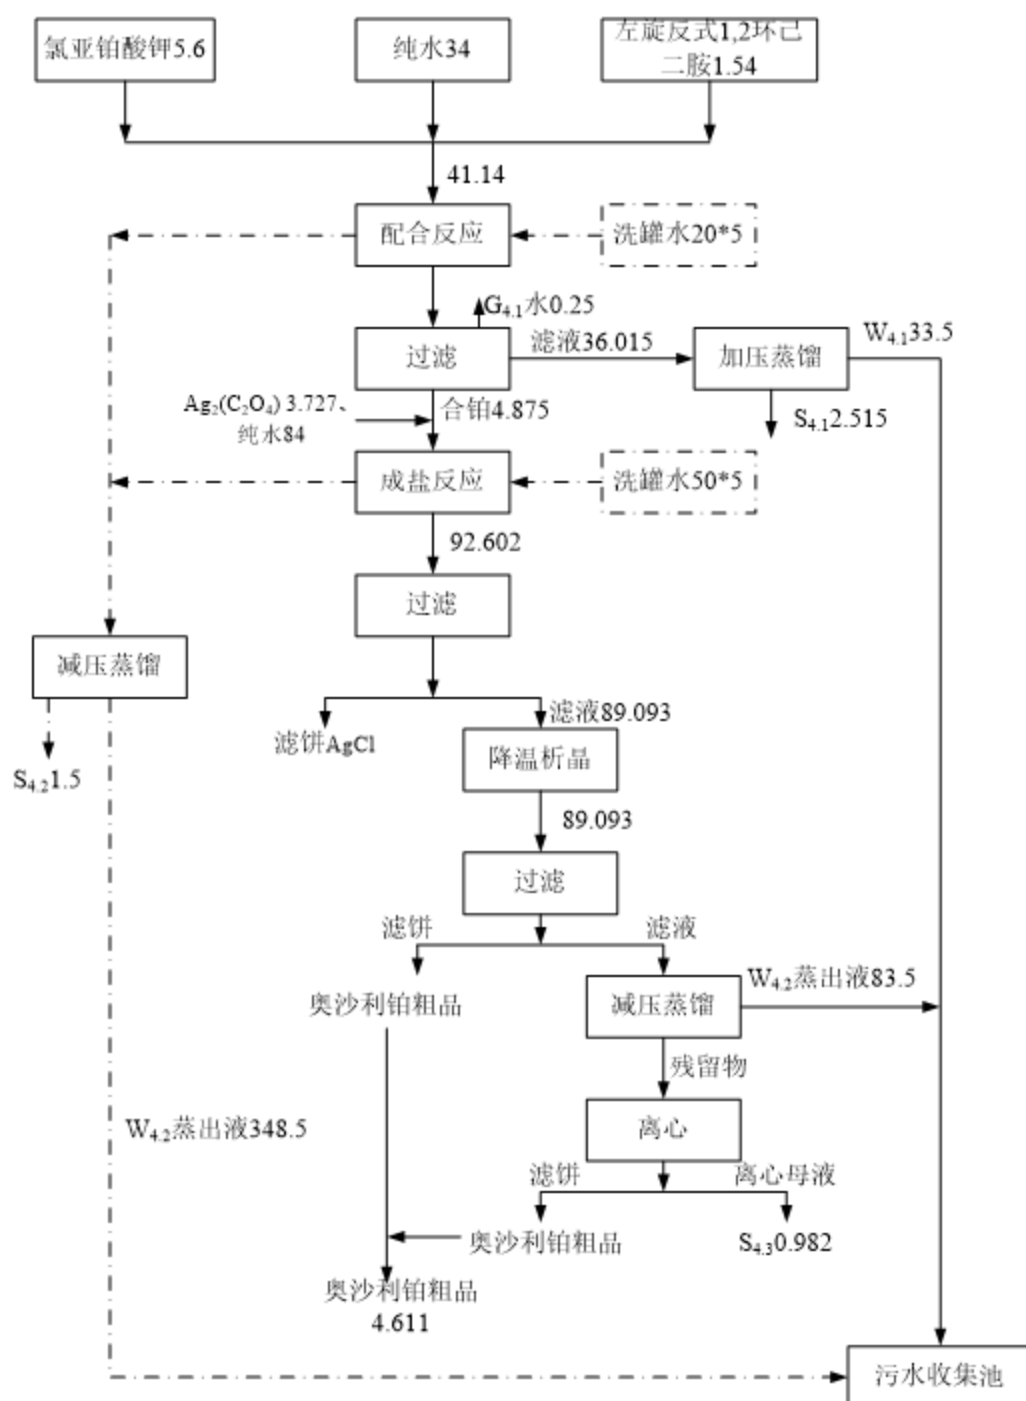 氯亚铂酸钾5.6
纯水34
左旋反式1,2环己
二胺1.54
41.14
配合反应
洗罐水20*5
G4.1水0.25
过滤
滤液36.015
加压蒸馏
W4.133.5
Ag2(C2O4) 3.727、
纯水84
合铂4.875
S4.12.515
成盐反应
洗罐水50*5
92.602
过滤
减压蒸馏
滤饼AgCl
滤液89.093
S4.21.5
降温析晶
89.093
过滤
滤饼
滤液
奥沙利铂粗品
减压蒸馏
W4.2蒸出液83.5
残留物
W4.2蒸出液348.5
离心
滤饼
离心母液
奥沙利铂粗品
S4.30.982
奥沙利铂粗品
4.611
污水收集池